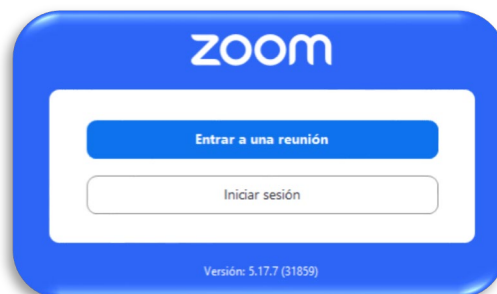 zoom
Entrar a una reunión
Iniciar sesión
Versión: 5.17.7 (31859)